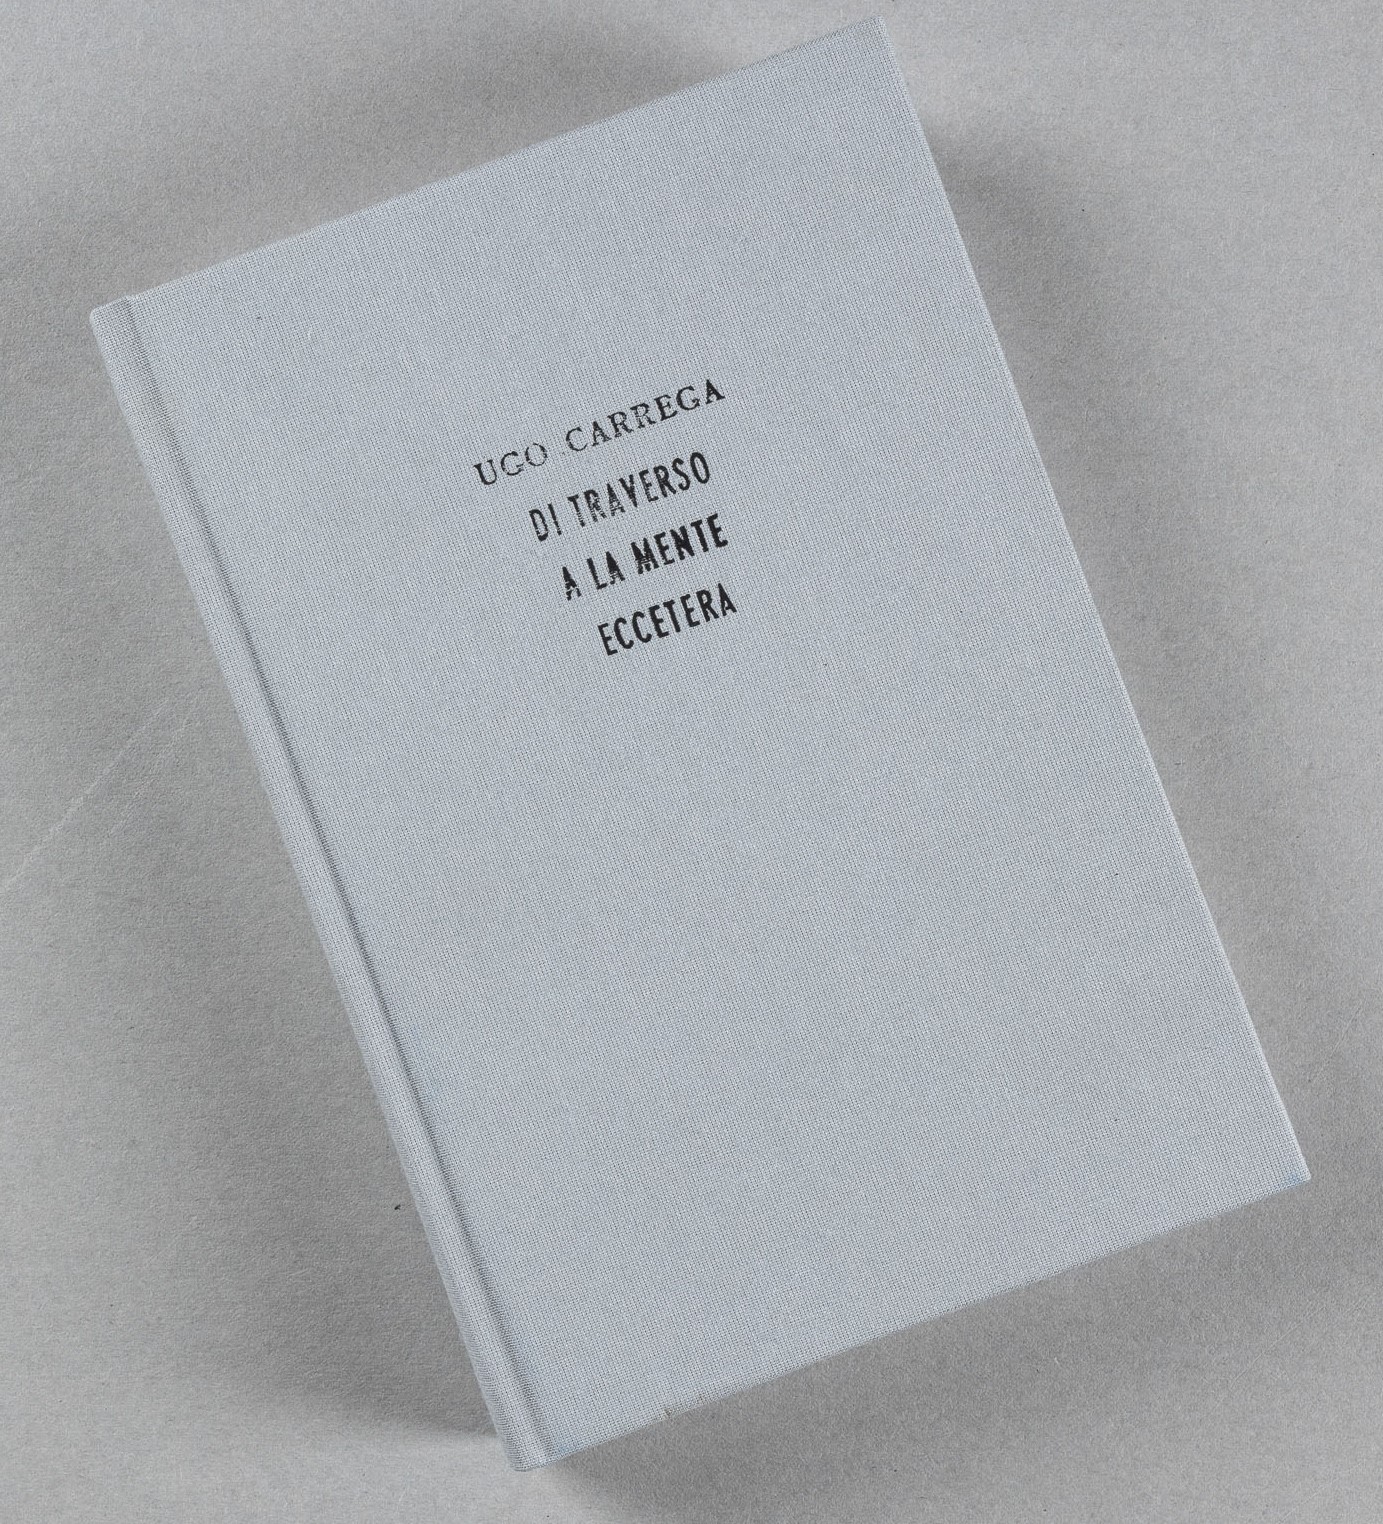 UGO CARREGA
DI TRAVERSO
A LA MENTE
ECCETERA